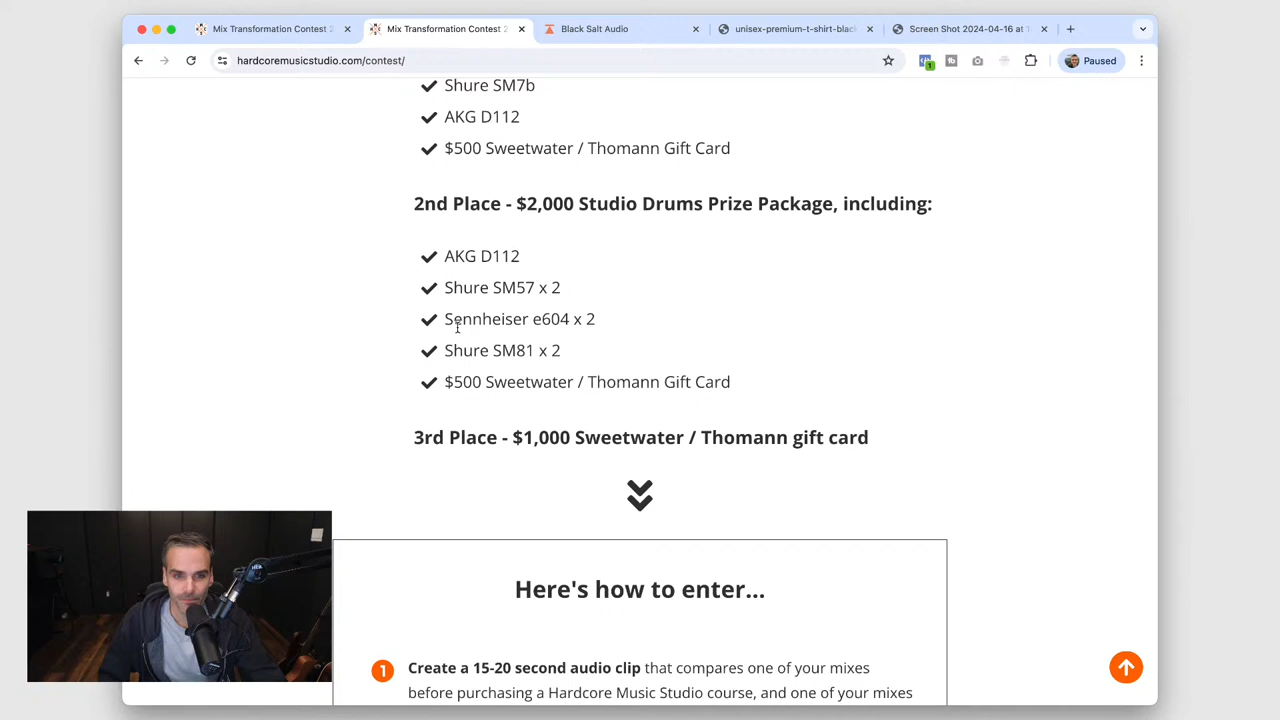 Mix Transformation Contest 2
Mix Transformation Contest 2
Black Salt Audio
unisex-premium-t-shirt-black
Screen Shot 2024-04-16 at 1
hardcoremusicstudio.com/contest/
1
Paused
Shure SM7b
AKG D112
$500 Sweetwater / Thomann Gift Card
2nd Place - $2,000 Studio Drums Prize Package, including:
AKG D112
Shure SM57 x 2
Sennheiser e604 x 2
Shure SM81 x 2
$500 Sweetwater / Thomann Gift Card
3rd Place - $1,000 Sweetwater / Thomann gift card
Here's how to enter...
1 Create a 15-20 second audio clip that compares one of your mixes
before purchasing a Hardcore Music Studio course, and one of your mixes